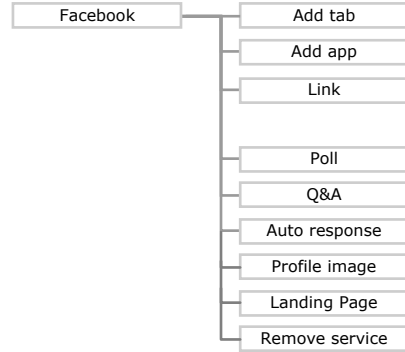 Facebook
Add tab
Add app
Link
Poll
Q&A
Auto response
Profile image
Landing Page
Remove service